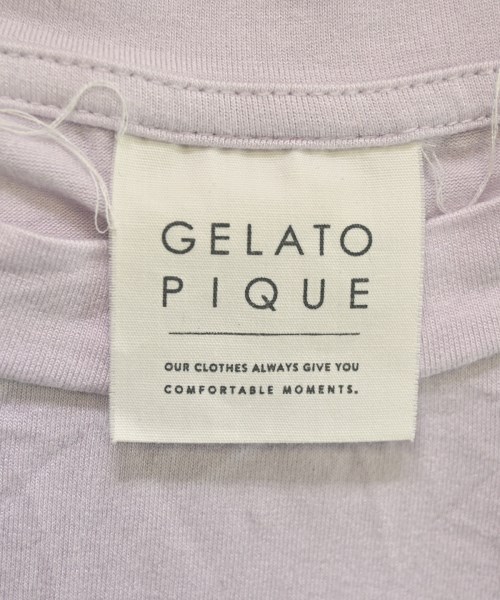 GELATO
PIQUE
OUR CLOTHES ALWAYS GIVE YOU
COMFORTABLE MOMENTS.